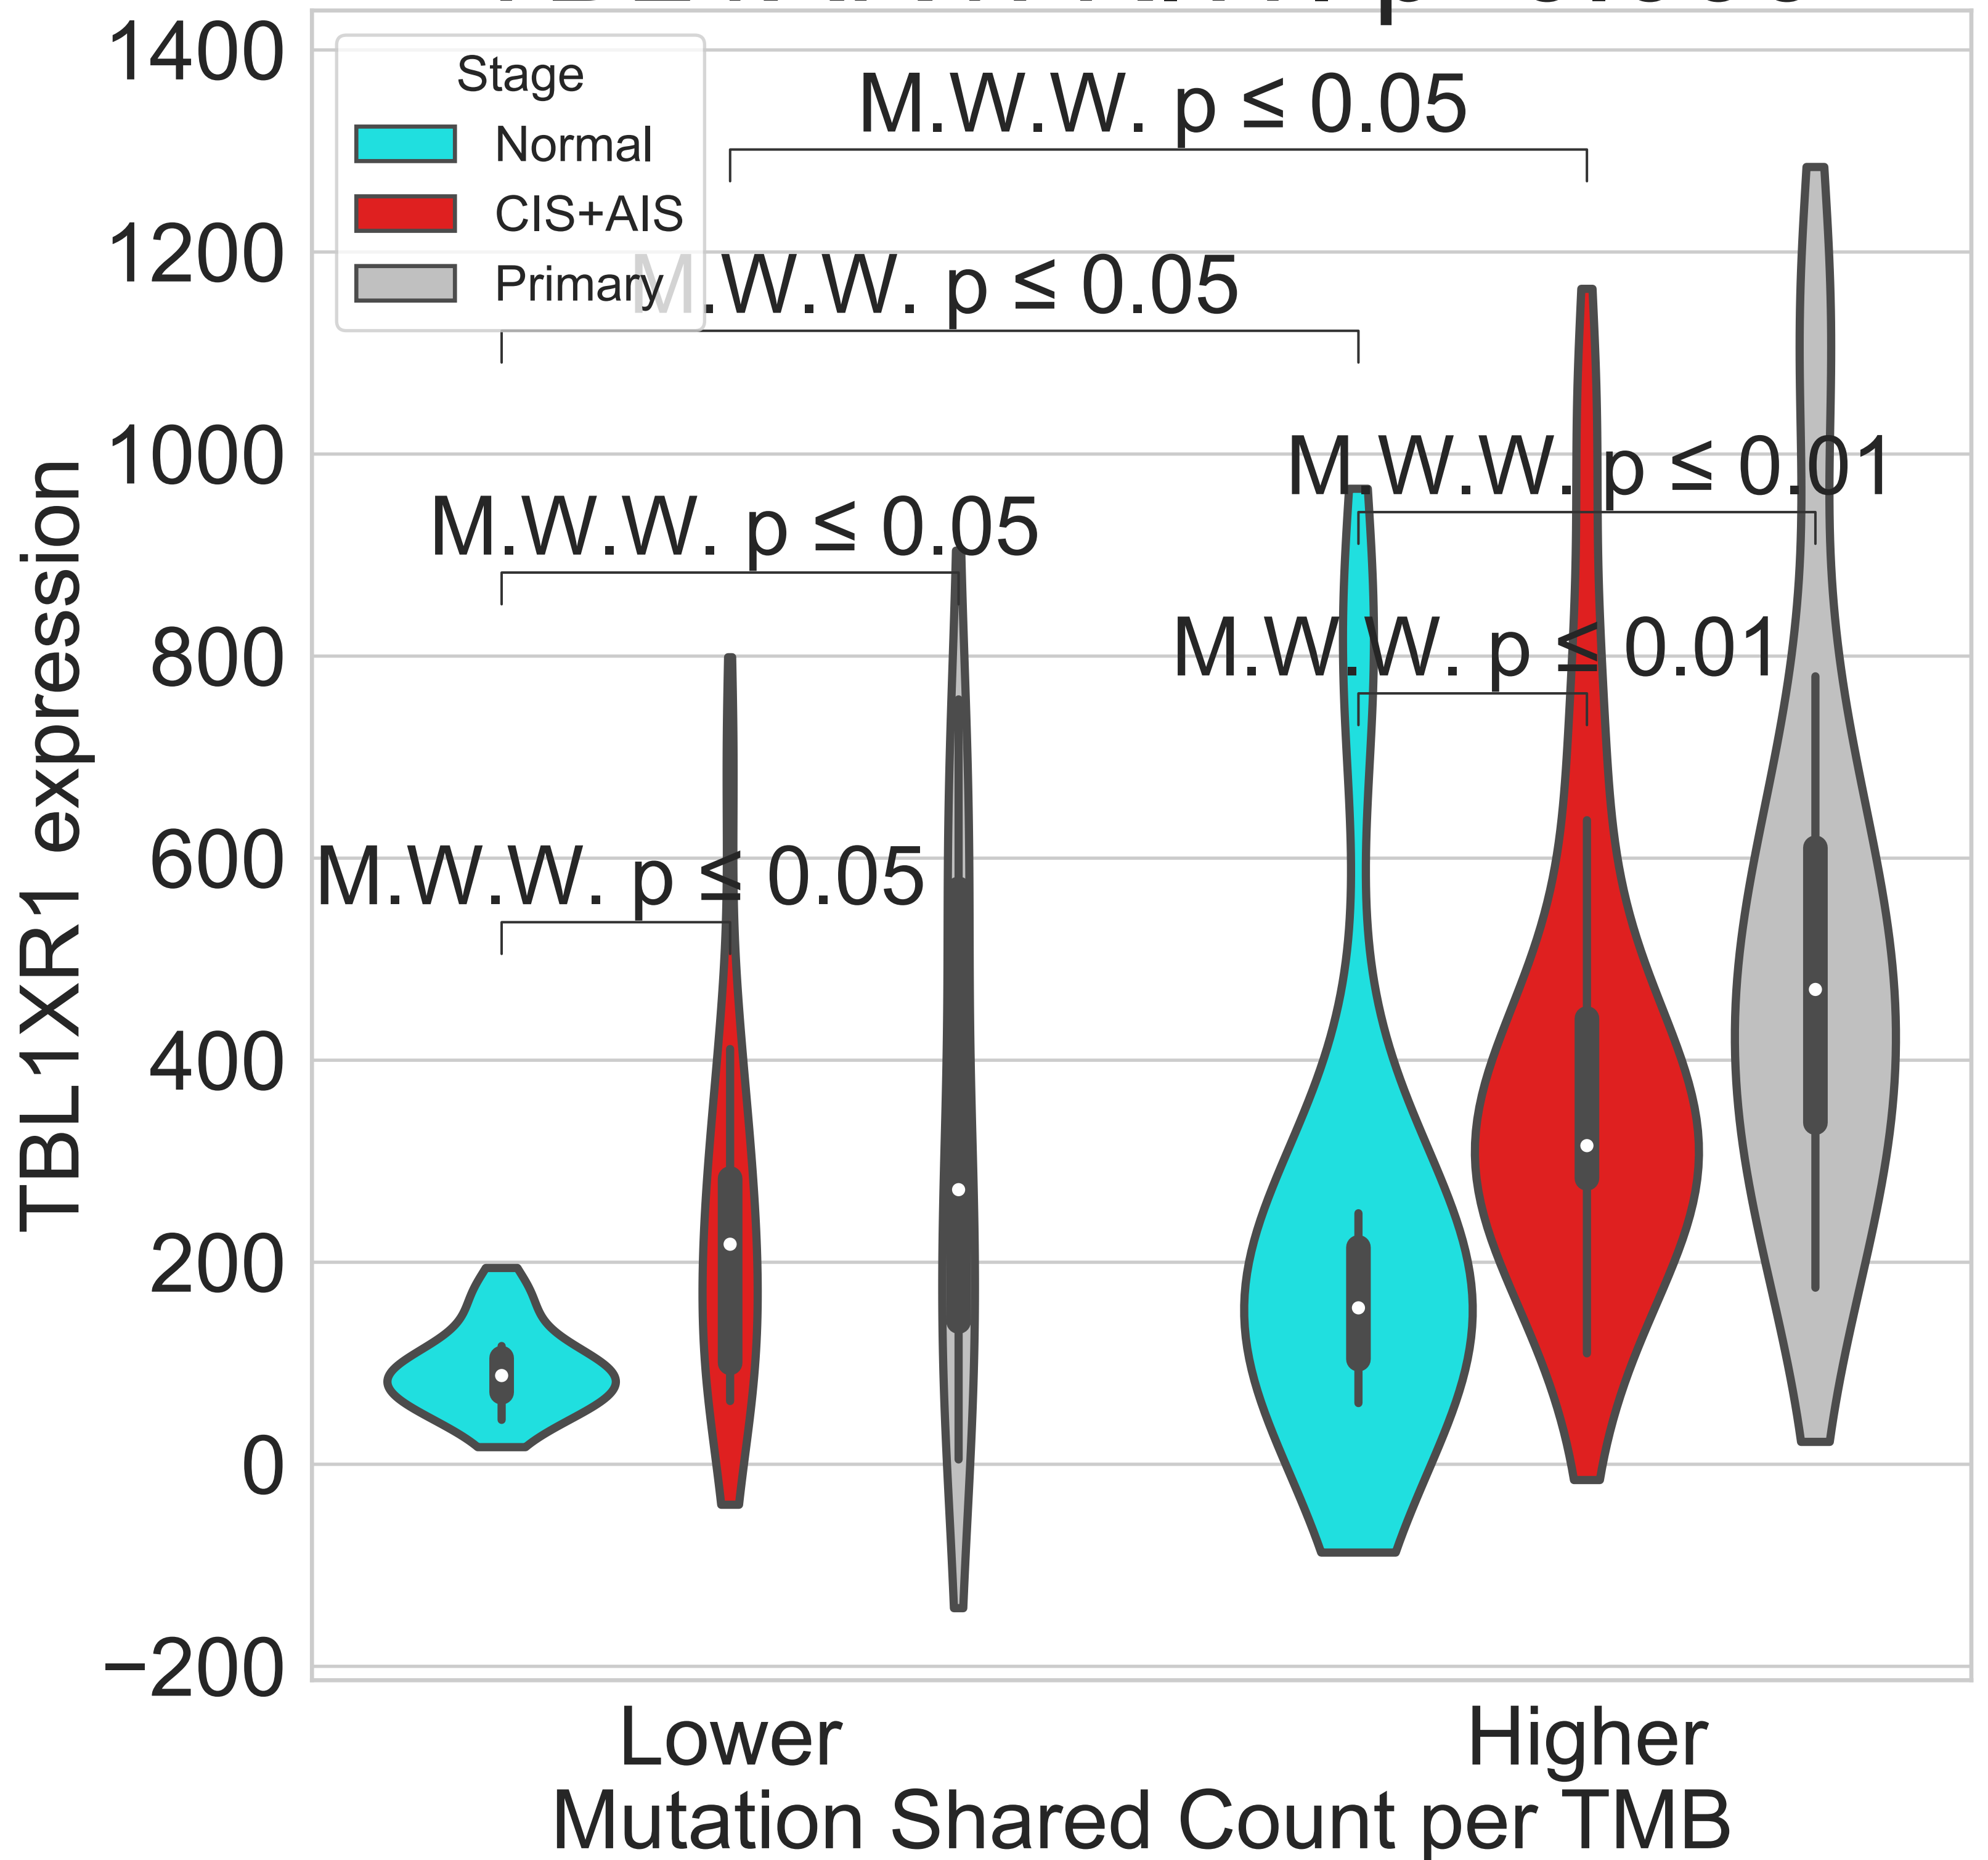 1400
1200
1000
800
600
400
200
0
−200
TBL1XR1 expression
Stage
Normal
CIS+AIS
Primary
M.W.W. p ≤ 0.05
M.W.W. p ≤ 0.05
M.W.W. p ≤ 0.01
M.W.W. p ≤ 0.05
M.W.W. p ≤ 0.01
M.W.W. p ≤ 0.05
Lower
Higher
Mutation Shared Count per TMB